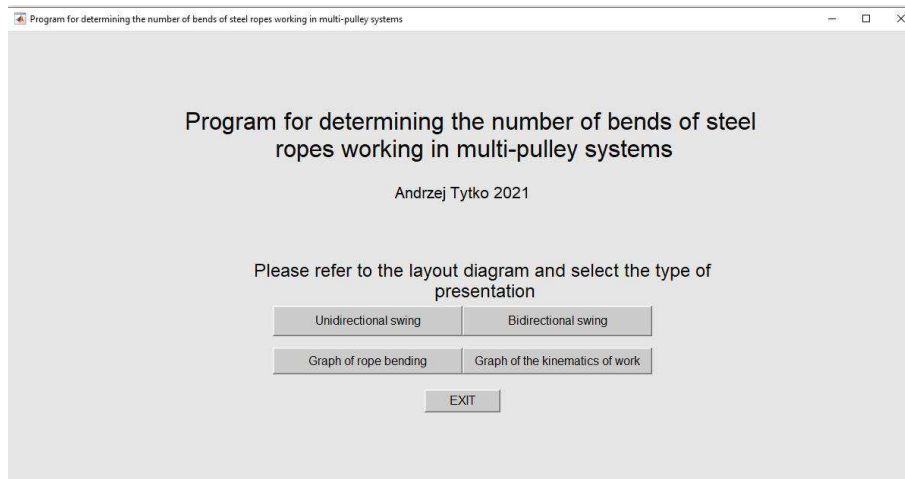 Program for determining the number of bends of steel ropes working in multi-pulley systems
Program for determining the number of bends of steel
ropes working in multi-pulley systems
Andrzej Tytko 2021
Please refer to the layout diagram and select the type of
presentation
Unidirectional swing
Bidirectional swing
Graph of rope bending
Graph of the kinematics of work
EXIT